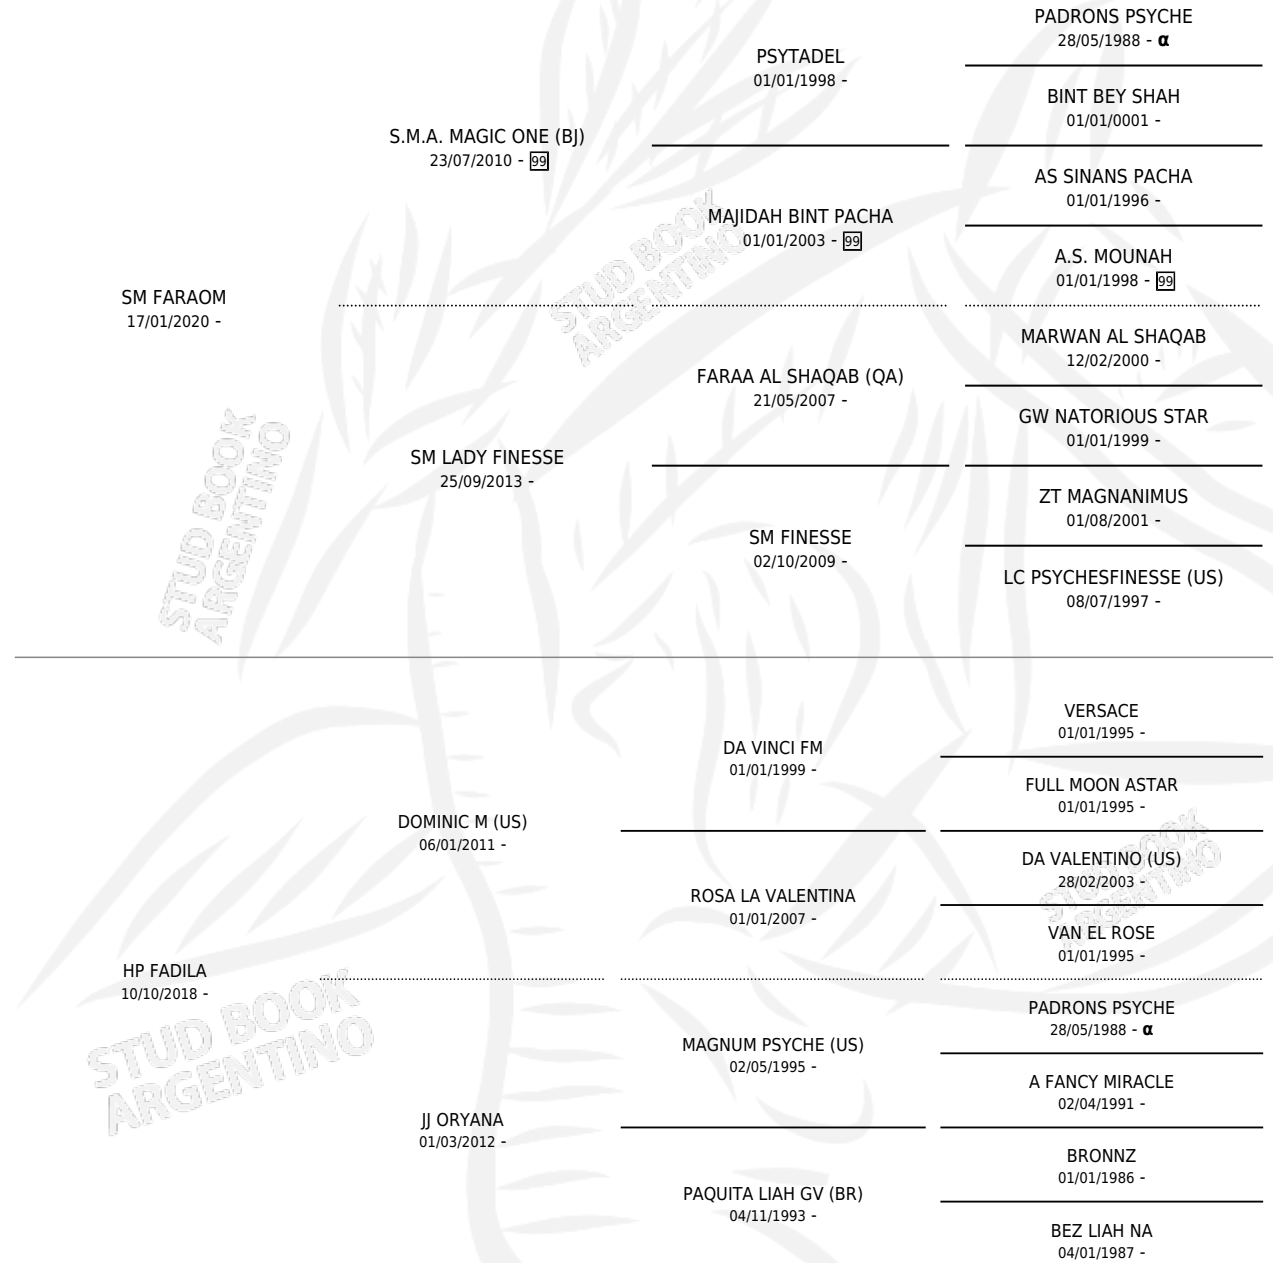 PADRONS PSYCHE
28/05/1988 - α
PSYTADEL
01/01/1998 -
BINT BEY SHAH
01/01/0001 -
S.M.A. MAGIC ONE (BJ)
23/07/2010 - 99
AS SINANS PACHA
01/01/1996 -
MAJIDAH BINT PACHA
01/01/2003 - 99
A.S. MOUNAH
01/01/1998 - 99
SM FARAOM
17/01/2020 -
MARWAN AL SHAQAB
12/02/2000 -
FARAA AL SHAQAB (QA)
21/05/2007 -
GW NATORIOUS STAR
01/01/1999 -
SM LADY FINESSE
25/09/2013 -
ZT MAGNANIMUS
01/08/2001 -
SM FINESSE
02/10/2009 -
LC PSYCHESFINESSE (US)
08/07/1997 -
STUD BOOK
ARGENTINO
STUD BOOK
ARGENTINO
VERSACE
01/01/1995 -
DA VINCI FM
01/01/1999 -
FULL MOON ASTAR
01/01/1995 -
DOMINIC M (US)
06/01/2011 -
DA VALENTINO (US)
28/02/2003 -
ROSA LA VALENTINA
01/01/2007 -
VAN EL ROSE
01/01/1995 -
STUD BOOK
ARGENTINO
HP FADILA
10/10/2018 -
PADRONS PSYCHE
28/05/1988 - α
MAGNUM PSYCHE (US)
02/05/1995 -
A FANCY MIRACLE
02/04/1991 -
STUD BOOK
ARGENTINO
JJ ORYANA
01/03/2012 -
BRONNZ
01/01/1986 -
PAQUITA LIAH GV (BR)
04/11/1993 -
BEZ LIAH NA
04/01/1987 -